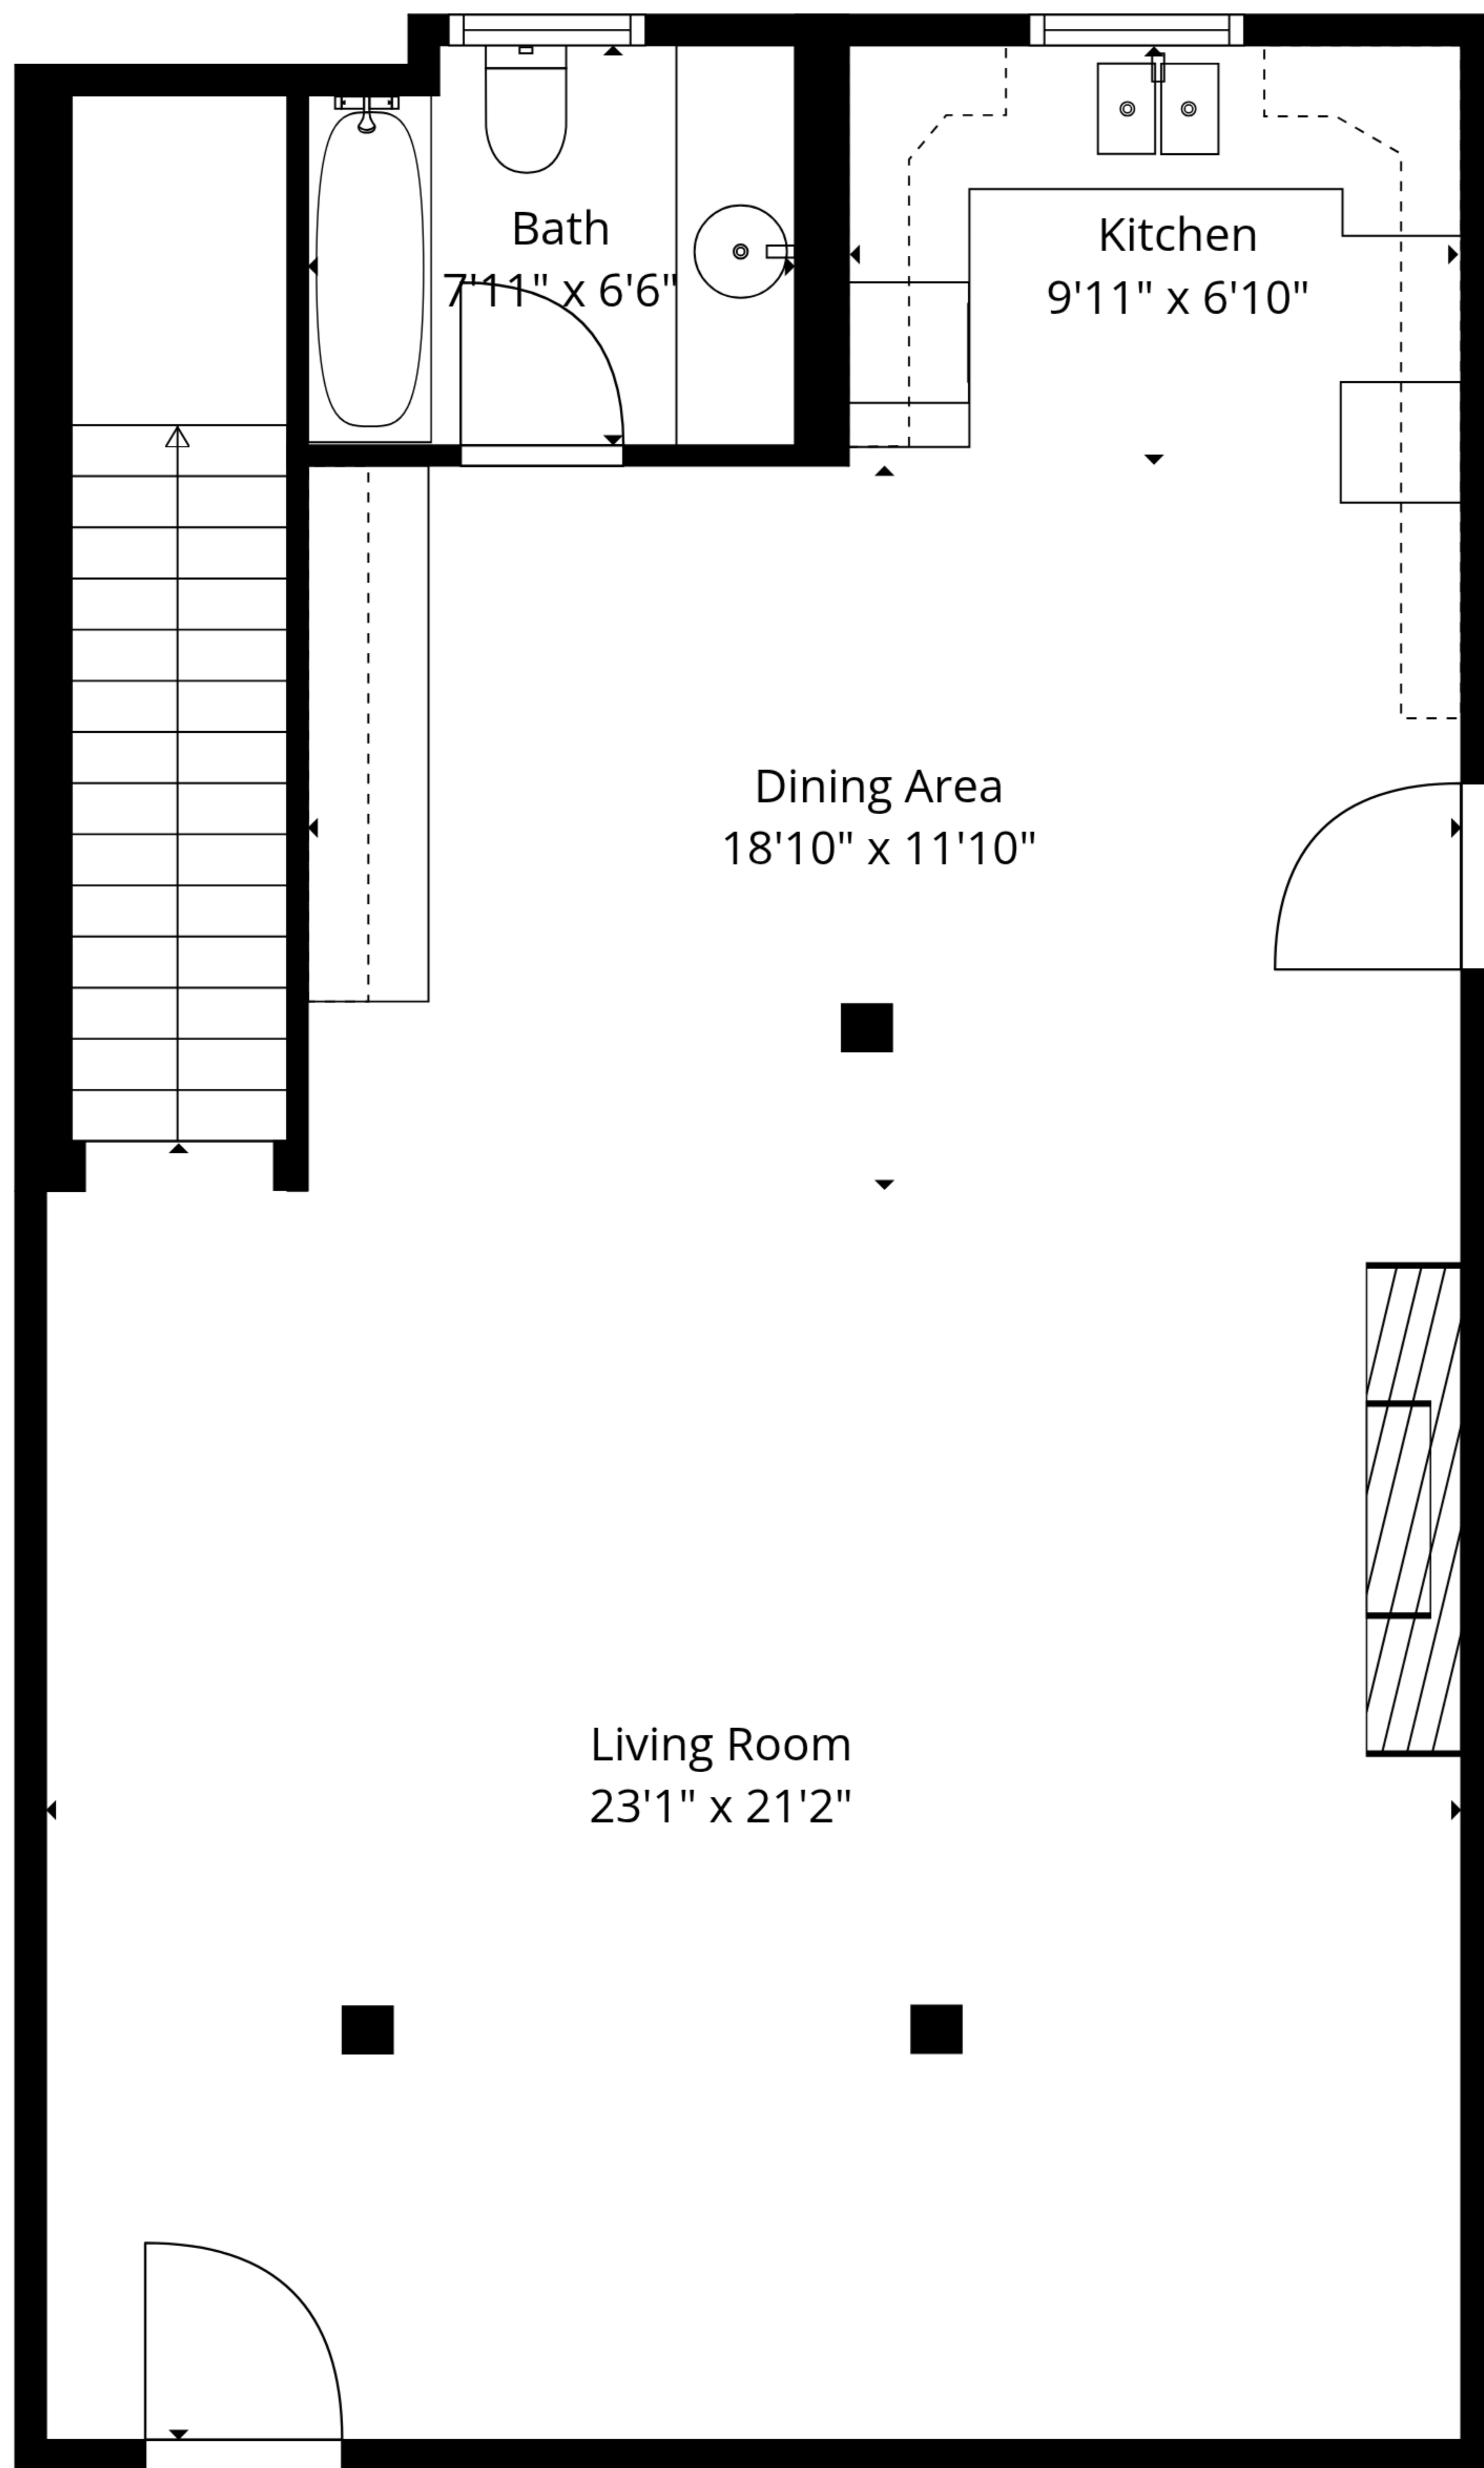 Bath
7'11" x 6'6"
Kitchen
9'11" x 6'10"
Dining Area
18'10" x 11'10"
Living Room
23'1" x 21'2"